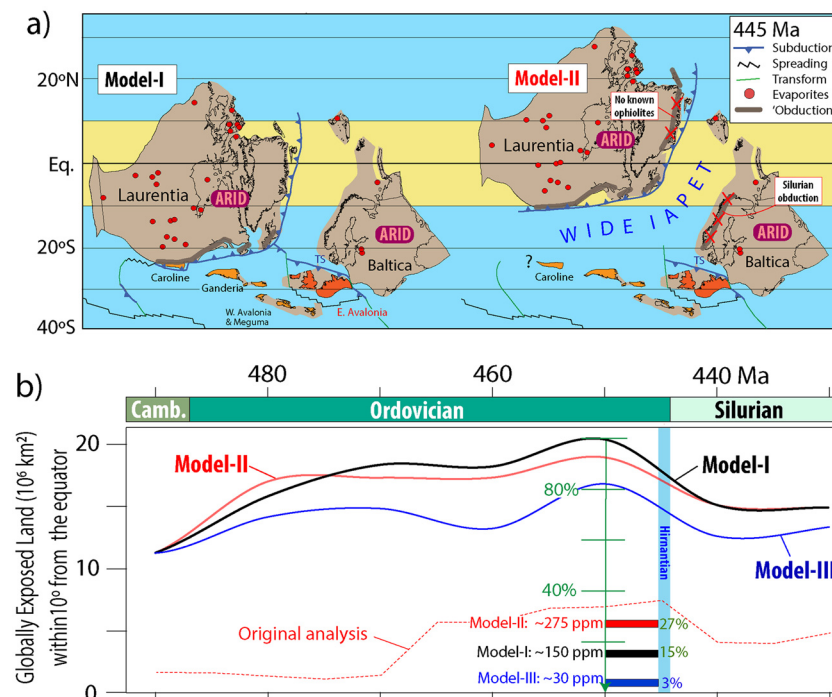 a)
Model-I
Model-II
445 Ma
Subduction
Spreading
Transform
Evaporites
'Obduction
20ºN
Eq.
20ºS
40ºS
No known
ophiolites
Laurentia
ARID
Laurentia
ARID
WIDE IAPET
Silurian
obduction
ARID
Baltica
ARID
Baltica
TS
TS
Caroline
Ganderia
W. Avalonia
& Meguma
E. Avalonia
?
Caroline
b)
480
460
440 Ma
Camb.
Ordovician
Silurian
Globally Exposed Land (10⁶ km²)
within10º from the equator
20
10
0
Model-II
Model-I
Model-III
80%
40%
Hirnantian
Original analysis
Model-II: ~275 ppm
27%
Model-I: ~150 ppm
15%
Model-III: ~30 ppm
3%